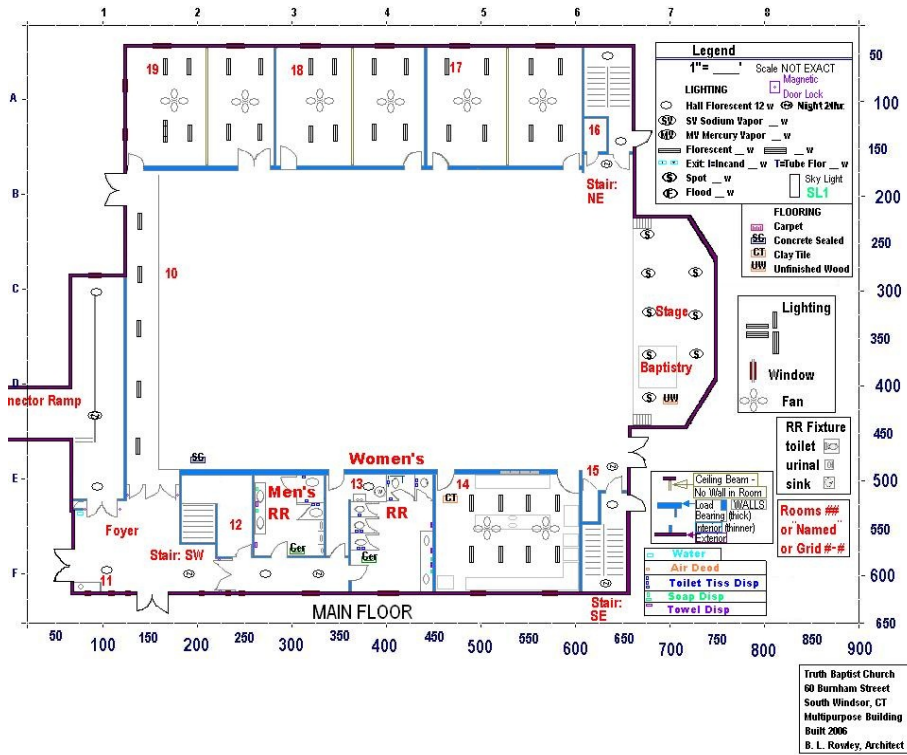 1 2 3 4 5 6 7 8
50
100
150
200
250
300
350
400
450
500
550
600
650
A
B
C
D
E
F
19
18
17
16
Stair:
NE
10
Stage
Baptistry
UW
nnector Ramp
SG
Women's
Men's
RR
13
RR
14
CT
15
12
Foyer
Stair: SW
Cer
Cer
11
Stair:
SE
MAIN FLOOR
50 100 150 200 250 300 350 400 450 500 550 600 650 700 750 800 850 900
Legend
1"= ____' Scale NOT EXACT
Magnetic
Door Lock
LIGHTING
Hall Florescent 12 w Night 24hr.
SV SV Sodium Vapor __ w
MV MV Mercury Vapor __ w
Florescent __ w __ w
Exit: I=Incand __ w T=Tube Flor __ w
S Spot __ w
Sky Light
F Flood __ w
SL1
FLOORING
Carpet
SG Concrete Sealed
CT Clay Tile
UW Unfinished Wood
Lighting
Window
Fan
RR Fixture
toilet
urinal
sink
Ceiling Beam -
No Wall in Room
Load WALLS
Bearing (thick)
Interior (thinner)
Exterior
Rooms ##
or "Named"
or Grid #-#
Water
Air Deod
Toilet Tiss Disp
Soap Disp
Towel Disp
Truth Baptist Church
60 Burnham Street
South Windsor, CT
Multipurpose Building
Built 2006
B. L. Rowley, Architect